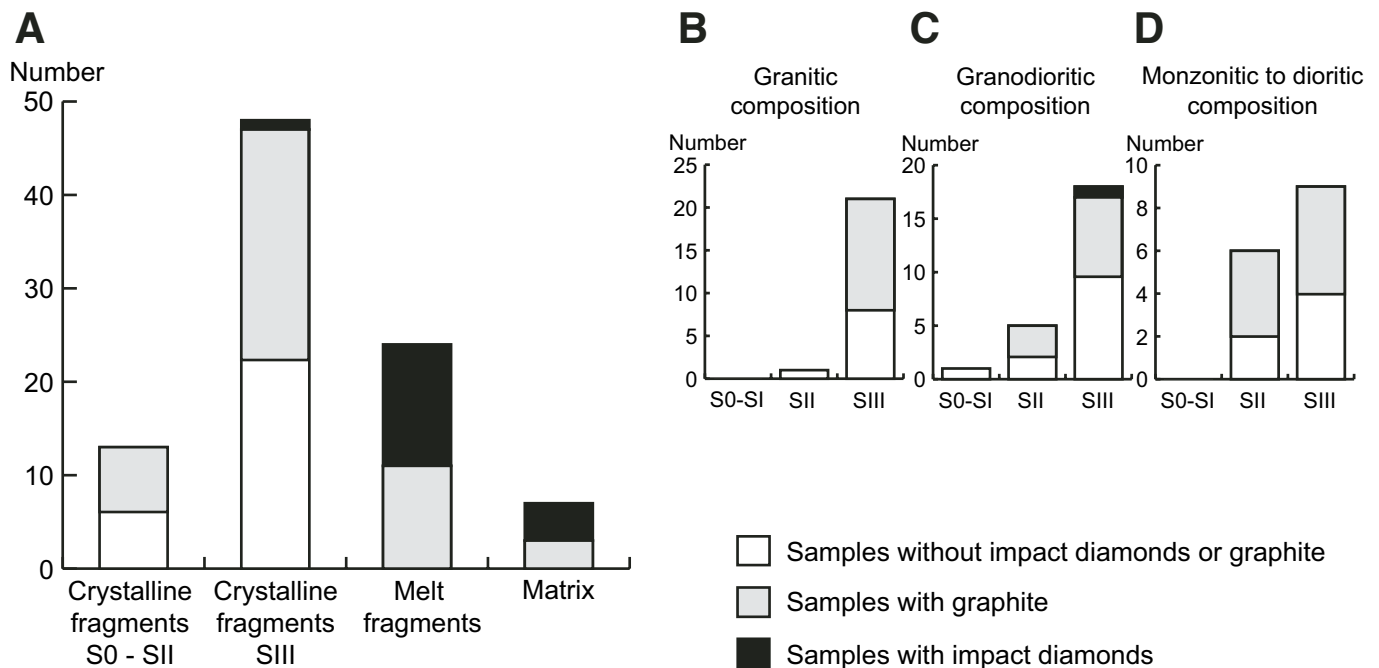 A
Number
50
40
30
20
10
0
Crystalline
fragments
S0 - SII
Crystalline
fragments
SIII
Melt
fragments
Matrix
B
Granitic
composition
Number
25
20
15
10
5
0
S0-SI SII SIII
C
Granodioritic
composition
Number
20
15
10
5
0
S0-SI SII SIII
D
Monzonitic to dioritic
composition
Number
10
8
6
4
2
0
S0-SI SII SIII
Samples without impact diamonds or graphite
Samples with graphite
Samples with impact diamonds